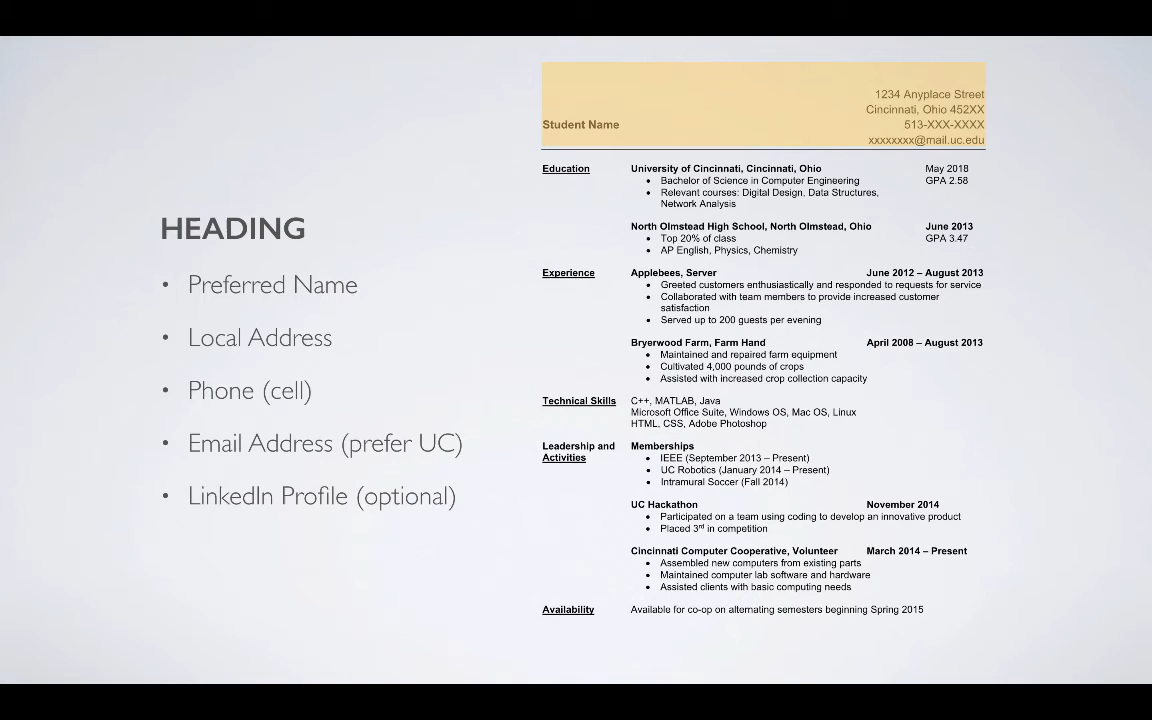 HEADING
• Preferred Name
• Local Address
• Phone (cell)
• Email Address (prefer UC)
• LinkedIn Profile (optional)
1234 Anyplace Street
Cincinnati, Ohio 452XX
Student Name 513-XXX-XXXX
xxxxxxxx@mail.uc.edu
Education University of Cincinnati, Cincinnati, Ohio May 2018
• Bachelor of Science in Computer Engineering GPA 2.58
• Relevant courses: Digital Design, Data Structures,
Network Analysis
North Olmstead High School, North Olmstead, Ohio June 2013
• Top 20% of class GPA 3.47
• AP English, Physics, Chemistry
Experience Applebees, Server June 2012 – August 2013
• Greeted customers enthusiastically and responded to requests for service
• Collaborated with team members to provide increased customer
satisfaction
• Served up to 200 guests per evening
Bryerwood Farm, Farm Hand April 2008 – August 2013
• Maintained and repaired farm equipment
• Cultivated 4,000 pounds of crops
• Assisted with increased crop collection capacity
Technical Skills C++, MATLAB, Java
Microsoft Office Suite, Windows OS, Mac OS, Linux
HTML, CSS, Adobe Photoshop
Leadership and Memberships
Activities • IEEE (September 2013 – Present)
• UC Robotics (January 2014 – Present)
• Intramural Soccer (Fall 2014)
UC Hackathon November 2014
• Participated on a team using coding to develop an innovative product
• Placed 3rd in competition
Cincinnati Computer Cooperative, Volunteer March 2014 – Present
• Assembled new computers from existing parts
• Maintained computer lab software and hardware
• Assisted clients with basic computing needs
Availability Available for co-op on alternating semesters beginning Spring 2015